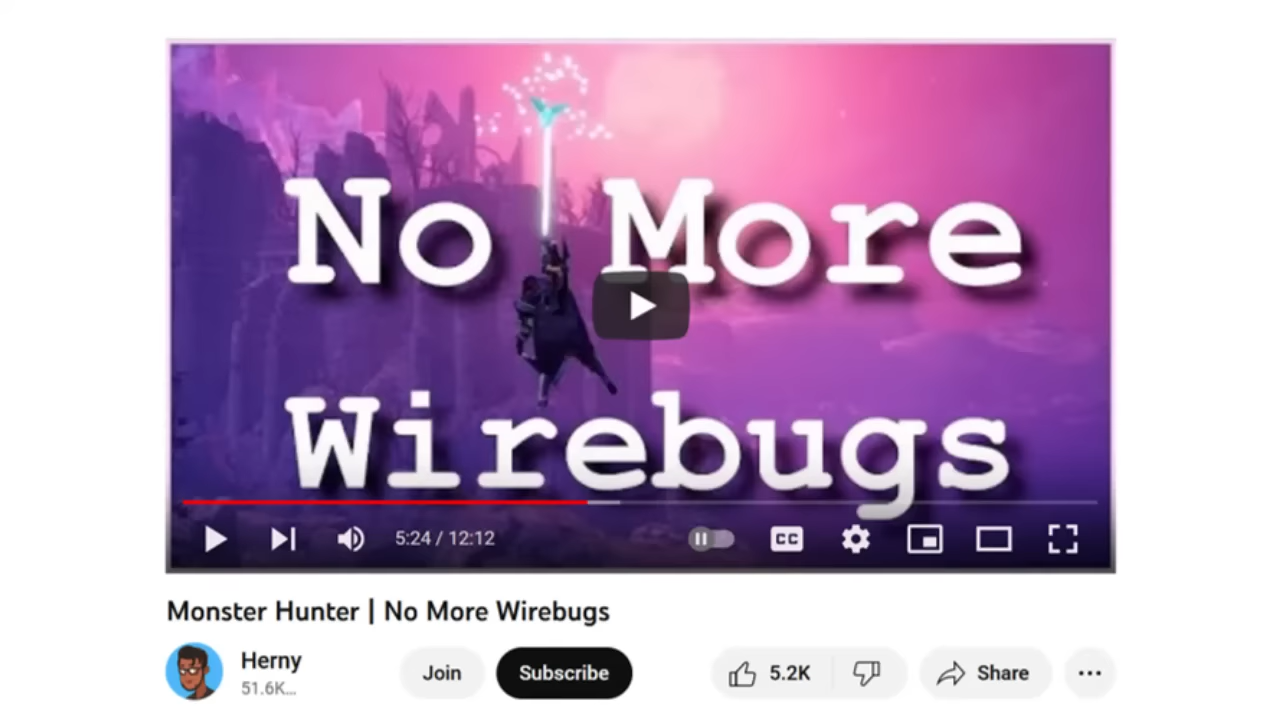 No More
Wirebugs
5:24 / 12:12
CC
Monster Hunter | No More Wirebugs
Herny
51.6K…
Join
Subscribe
5.2K
Share